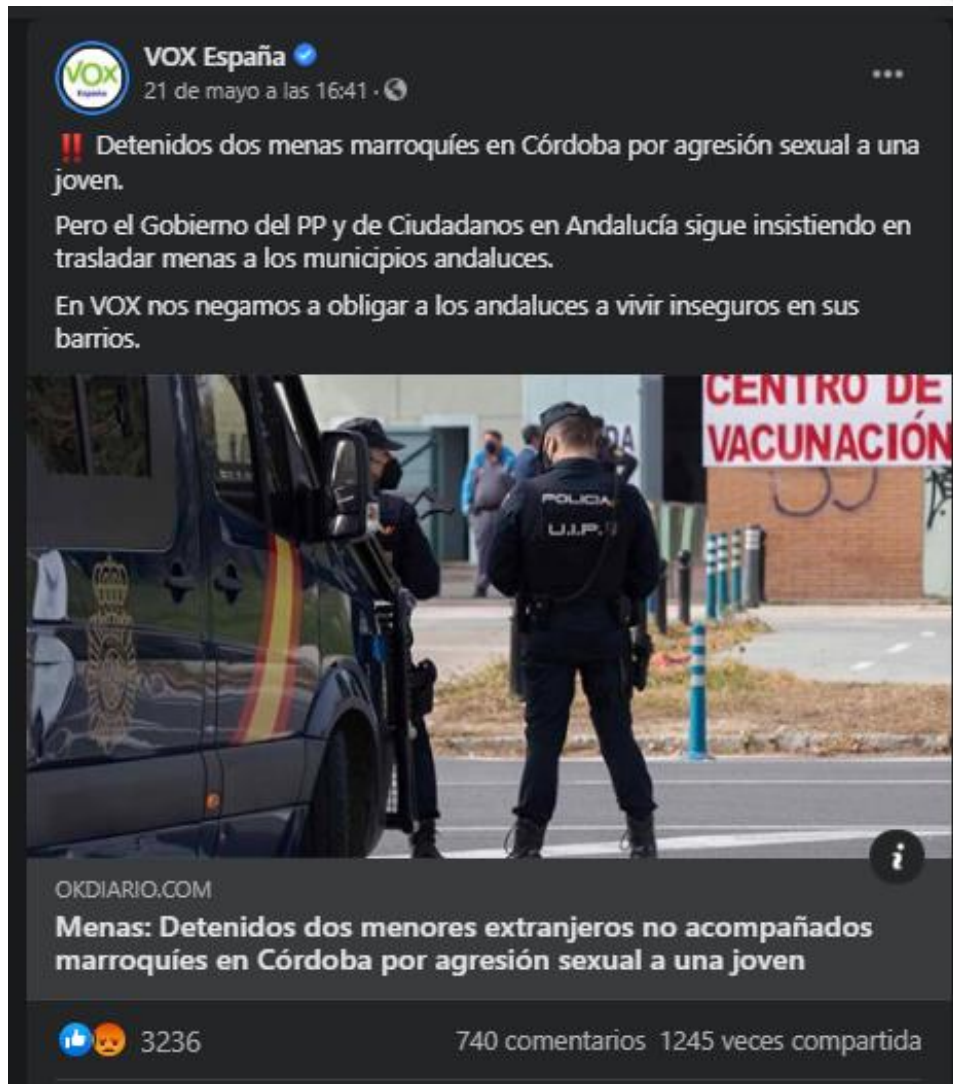 VOX España
21 de mayo a las 16:41 ·
VOX
España
‼ Detenidos dos menas marroquíes en Córdoba por agresión sexual a una
joven.
Pero el Gobierno del PP y de Ciudadanos en Andalucía sigue insistiendo en
trasladar menas a los municipios andaluces.
En VOX nos negamos a obligar a los andaluces a vivir inseguros en sus
barrios.
CENTRO DE
VACUNACIÓN
POLICIA
U.I.P.
OKDIARIO.COM
Menas: Detenidos dos menores extranjeros no acompañados
marroquíes en Córdoba por agresión sexual a una joven
3236 740 comentarios 1245 veces compartida